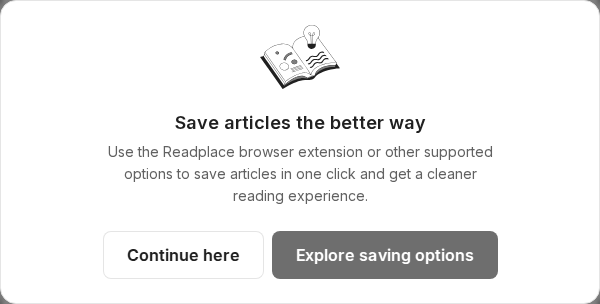 Save articles the better way
Use the Readplace browser extension or other supported
options to save articles in one click and get a cleaner
reading experience.
Continue here
Explore saving options